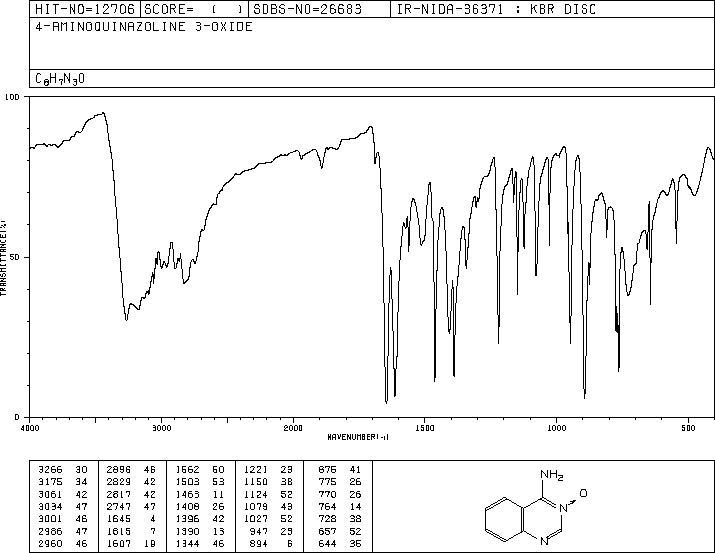 HIT-NO=12706 SCORE= ( ) SDBS-NO=26683 IR-NIDA-36371 : KBR DISC
4-AMINOQUINAZOLINE 3-OXIDE
C8H7N3O
100
50
0
TRANSMITTANCE(%)
4000 3000 2000 1500 1000 500
WAVENUMBER(-1)
3266 30 2896 46 1562 50 1221 23 875 41
3175 34 2829 42 1503 53 1150 38 775 26
3061 42 2817 42 1463 11 1124 52 770 26
3034 47 2747 47 1408 26 1079 43 764 14
3001 46 1645 4 1396 42 1027 52 728 38
2986 47 1615 7 1390 13 947 23 657 52
2960 46 1607 18 1344 46 894 6 644 35
NH2
O
N
N